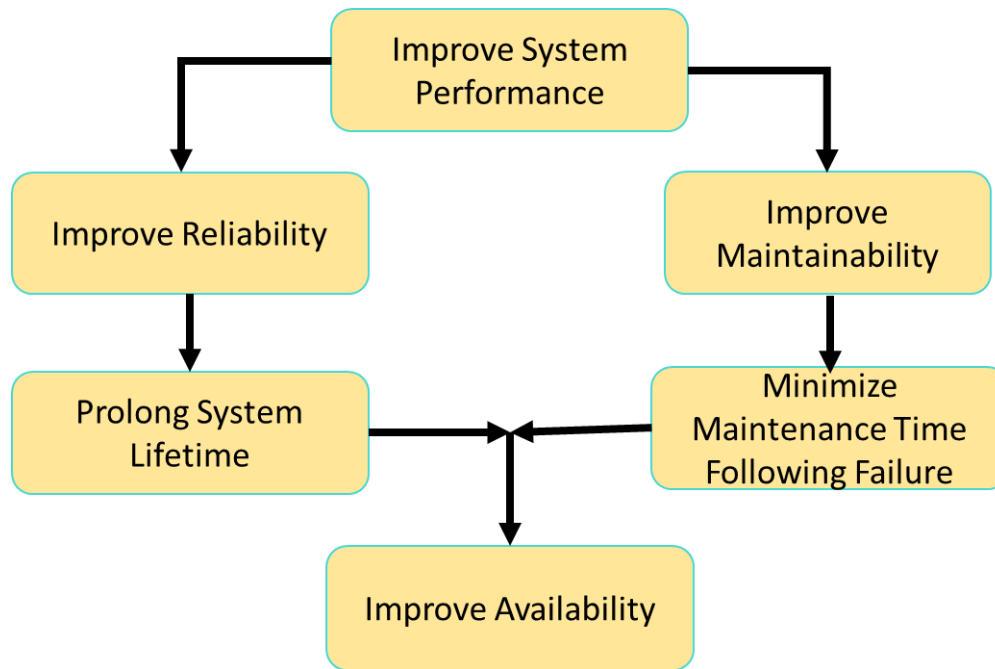 Improve System
Performance
Improve Reliability
Improve
Maintainability
Prolong System
Lifetime
Minimize
Maintenance Time
Following Failure
Improve Availability